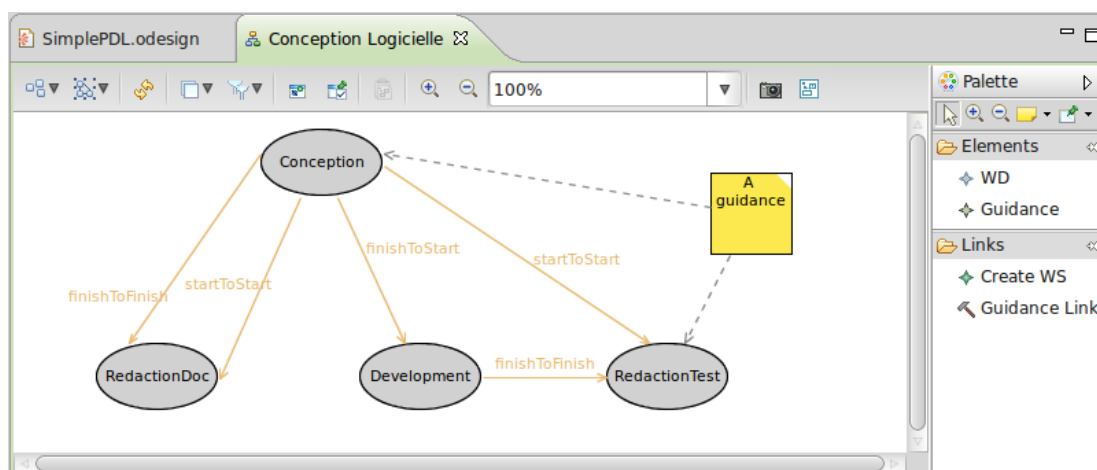 SimplePDL.odesign
Conception Logicielle
100%
Palette
Elements
WD
Guidance
Links
Create WS
Guidance Link
Conception
A
guidance
finishToStart
startToStart
startToStart
finishToFinish
finishToFinish
RedactionDoc
Development
RedactionTest